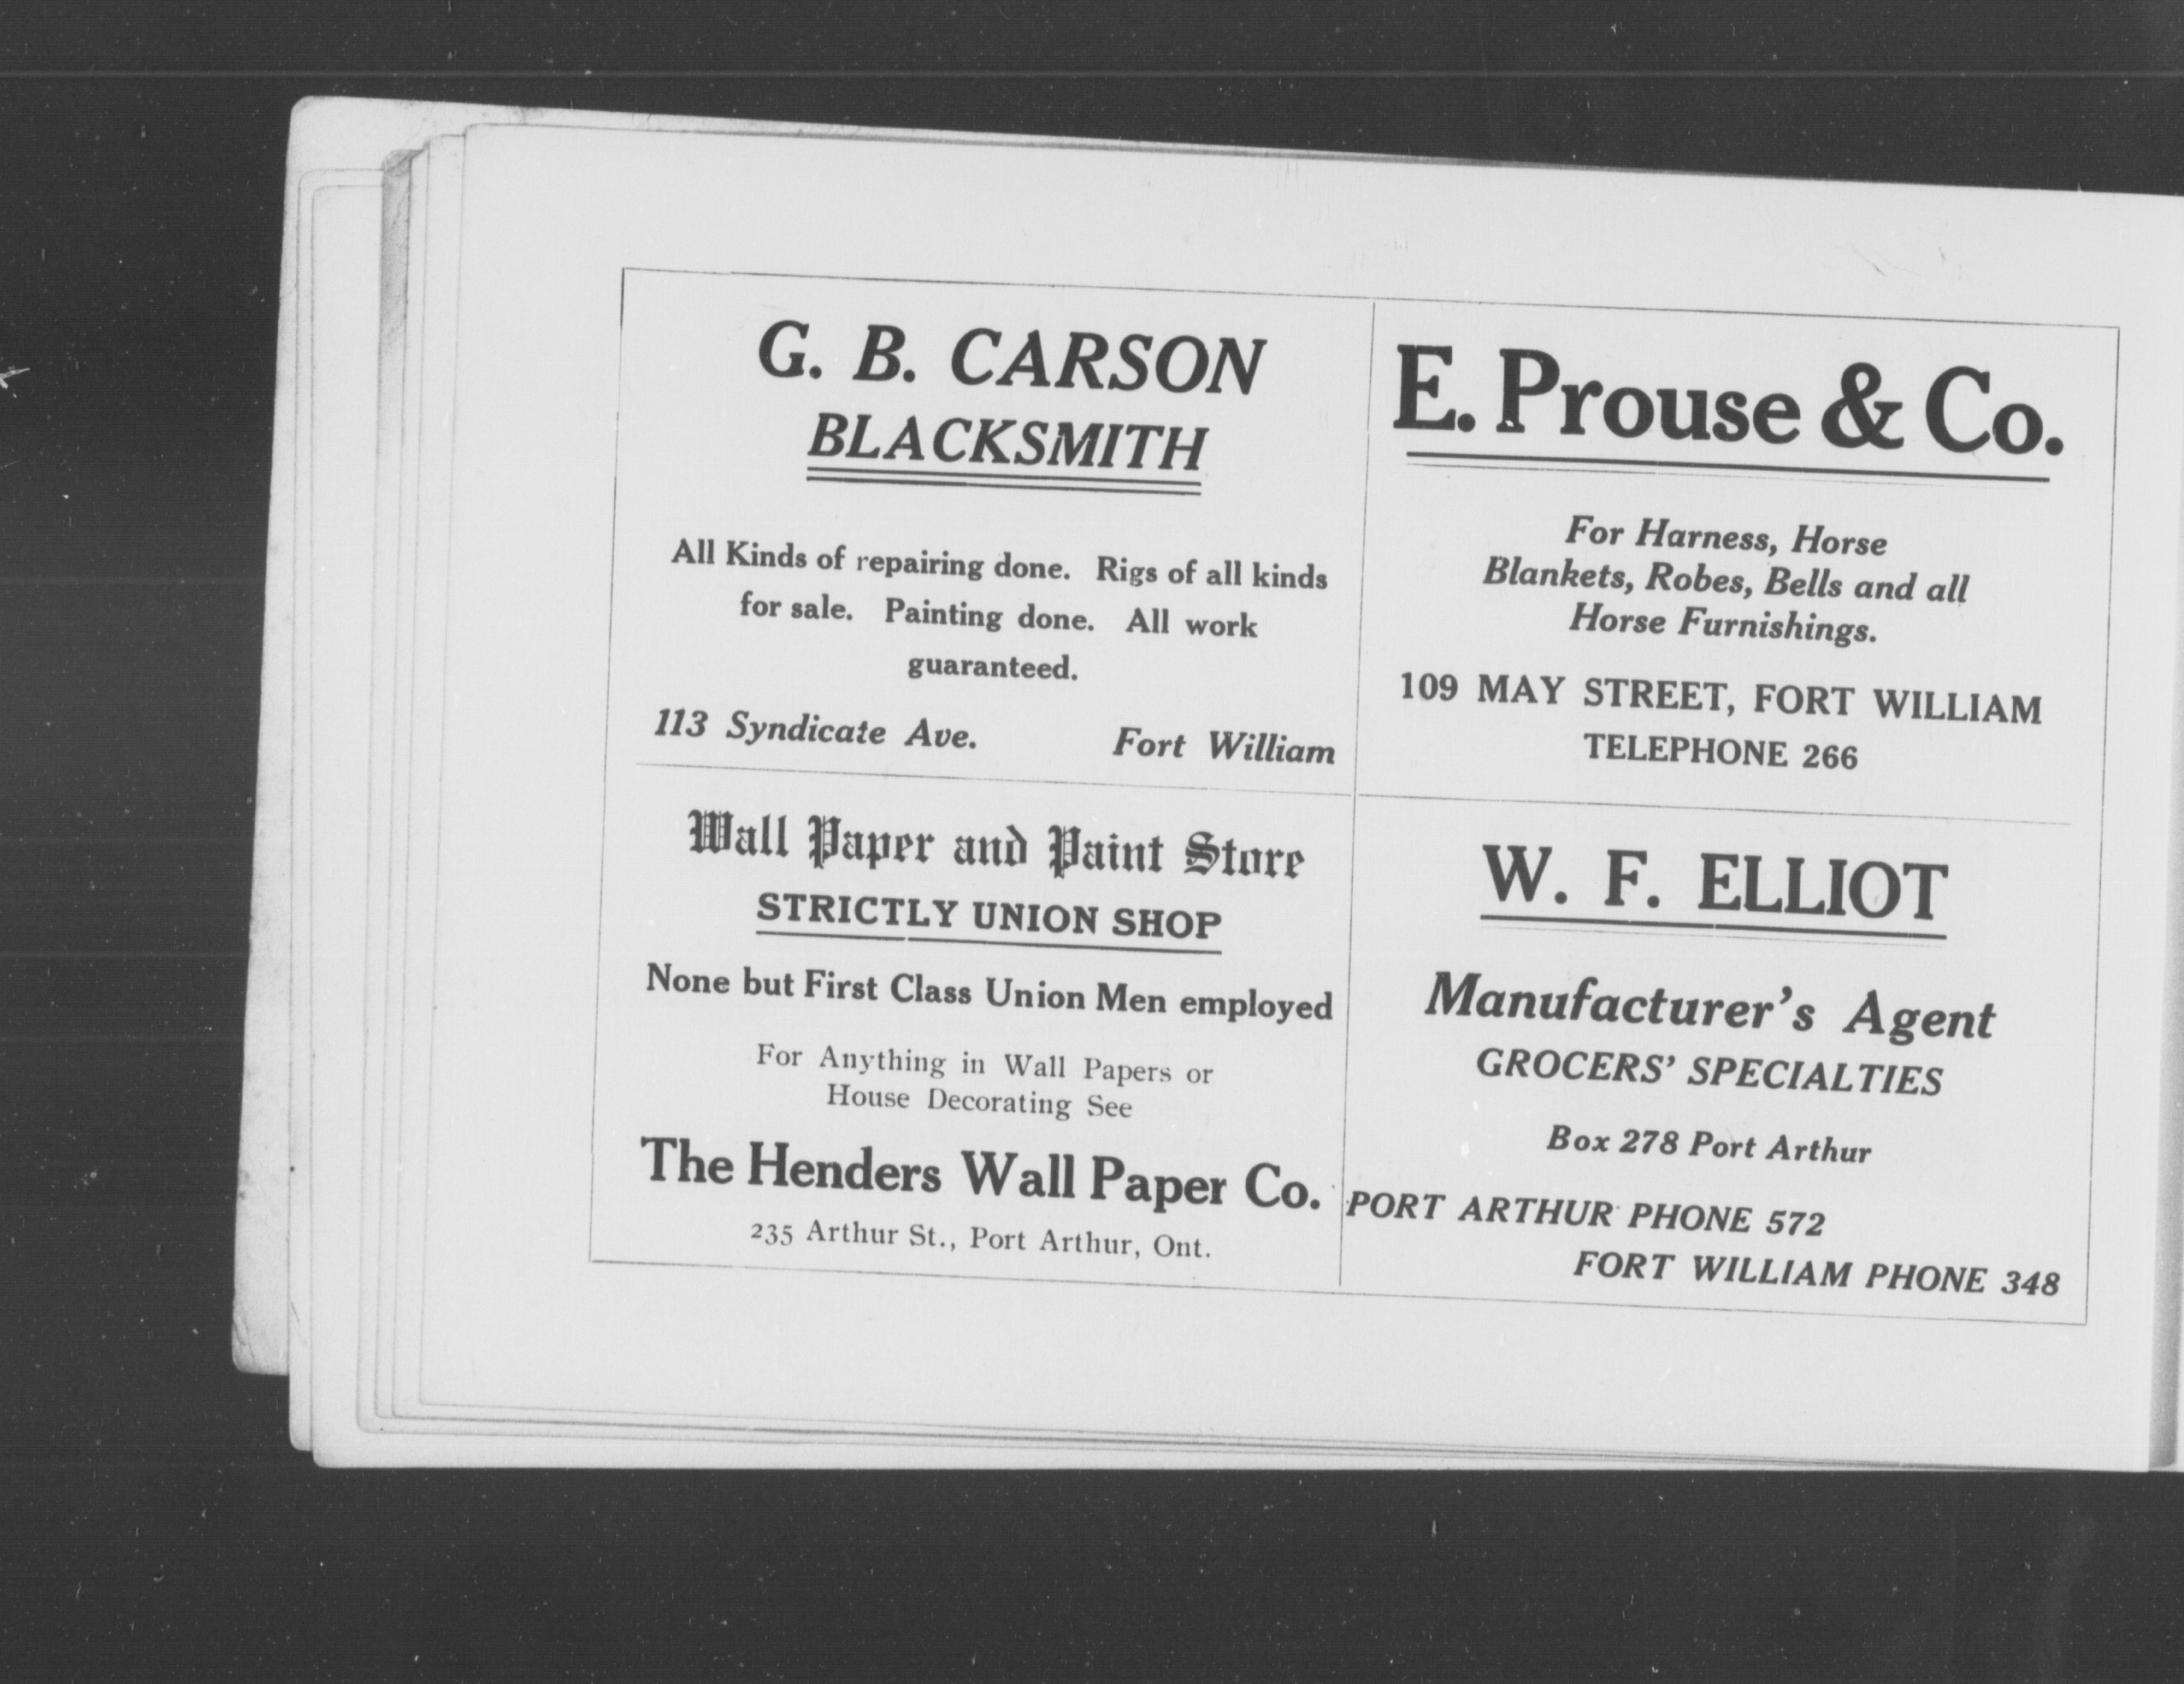 G. B. CARSON
BLACKSMITH
All Kinds of repairing done. Rigs of all kinds
for sale. Painting done. All work
guaranteed.
113 Syndicate Ave. Fort William
E. Prouse & Co.
For Harness, Horse
Blankets, Robes, Bells and all
Horse Furnishings.
109 MAY STREET, FORT WILLIAM
TELEPHONE 266
Wall Paper and Paint Store
STRICTLY UNION SHOP
None but First Class Union Men employed
For Anything in Wall Papers or
House Decorating See
The Henders Wall Paper Co.
235 Arthur St., Port Arthur, Ont.
W. F. ELLIOT
Manufacturer's Agent
GROCERS' SPECIALTIES
Box 278 Port Arthur
PORT ARTHUR PHONE 572
FORT WILLIAM PHONE 348